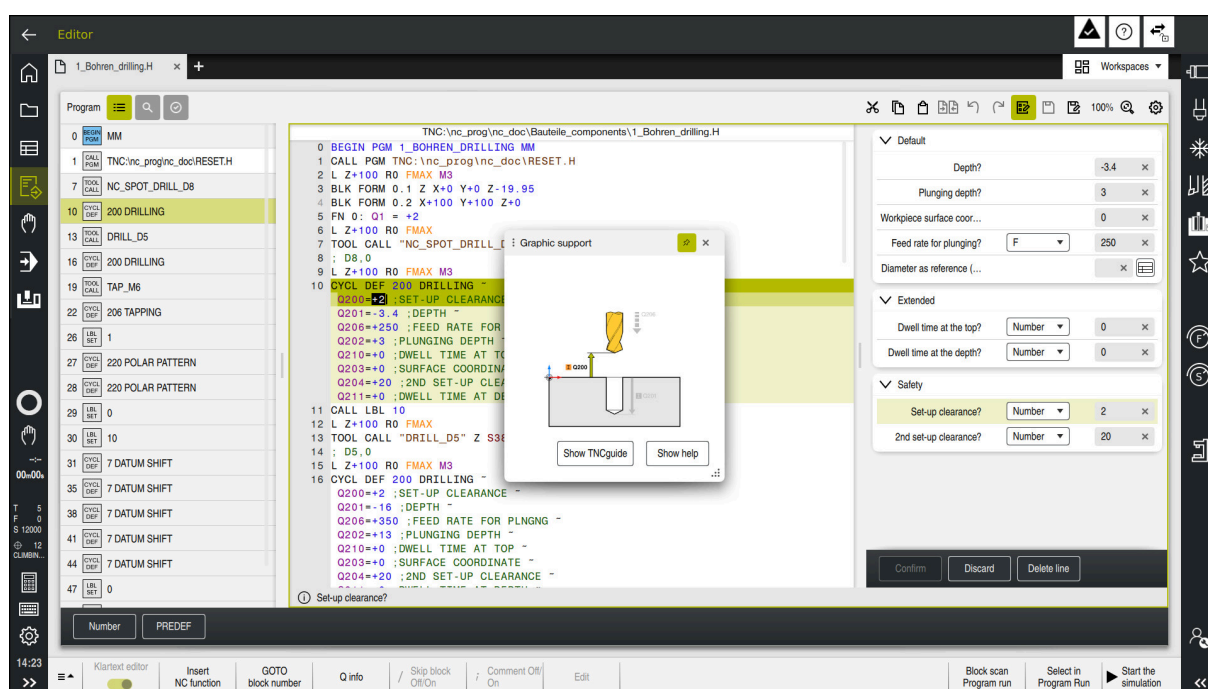 Editor
1_Bohren_drilling.H
Workspaces
Program
100%
0 BEGIN PGM MM
1 CALL PGM TNC:\nc_prog\nc_doc\RESET.H
7 TOOL CALL NC_SPOT_DRILL_D8
10 CYCL DEF 200 DRILLING
13 TOOL CALL DRILL_D5
16 CYCL DEF 200 DRILLING
19 TOOL CALL TAP_M6
22 CYCL DEF 206 TAPPING
26 LBL SET 1
27 CYCL DEF 220 POLAR PATTERN
28 CYCL DEF 220 POLAR PATTERN
29 LBL SET 0
30 LBL SET 10
31 CYCL DEF 7 DATUM SHIFT
35 CYCL DEF 7 DATUM SHIFT
38 CYCL DEF 7 DATUM SHIFT
41 CYCL DEF 7 DATUM SHIFT
44 CYCL DEF 7 DATUM SHIFT
47 LBL SET 0
TNC:\nc_prog\nc_doc\Bauteile_components\1_Bohren_drilling.H
0 BEGIN PGM 1_BOHREN_DRILLING MM
1 CALL PGM TNC:\nc_prog\nc_doc\RESET.H
2 L Z+100 R0 FMAX M3
3 BLK FORM 0.1 Z X+0 Y+0 Z-19.95
4 BLK FORM 0.2 X+100 Y+100 Z+0
5 FN 0: Q1 = +2
6 L Z+100 R0 FMAX
7 TOOL CALL "NC_SPOT_DRILL_
8 ; D8,0
9 L Z+100 R0 FMAX M3
10 CYCL DEF 200 DRILLING ~
Q200=+2 ;SET-UP CLEARANCE
Q201=-3.4 ;DEPTH ~
Q206=+250 ;FEED RATE FOR
Q202=+3 ;PLUNGING DEPTH
Q210=+0 ;DWELL TIME AT TO
Q203=+0 ;SURFACE COORDINA
Q204=+20 ;2ND SET-UP CLEA
Q211=+0 ;DWELL TIME AT DE
11 CALL LBL 10
12 L Z+100 R0 FMAX
13 TOOL CALL "DRILL_D5" Z S38
14 ; D5,0
15 L Z+100 R0 FMAX M3
16 CYCL DEF 200 DRILLING ~
Q200=+2 ;SET-UP CLEARANCE ~
Q201=-16 ;DEPTH ~
Q206=+350 ;FEED RATE FOR PLNGNG ~
Q202=+13 ;PLUNGING DEPTH ~
Q210=+0 ;DWELL TIME AT TOP ~
Q203=+0 ;SURFACE COORDINATE ~
Q204=+20 ;2ND SET-UP CLEARANCE ~
Graphic support
Q200
Show TNCguide
Show help
Set-up clearance?
Default
Depth? -3.4
Plunging depth? 3
Workpiece surface coor... 0
Feed rate for plunging? F 250
Diameter as reference (...
Extended
Dwell time at the top? Number 0
Dwell time at the depth? Number 0
Safety
Set-up clearance? Number 2
2nd set-up clearance? Number 20
Confirm
Discard
Delete line
Number
PREDEF
00m00s
T 5
F 0
S 12000
12
CLIMBIN...
14:23
Klartext editor
Insert
NC function
GOTO
block number
Q info
/ Skip block
Off/On
; Comment Off/
On
Edit
Block scan
Program run
Select in
Program Run
Start the
simulation
F
S